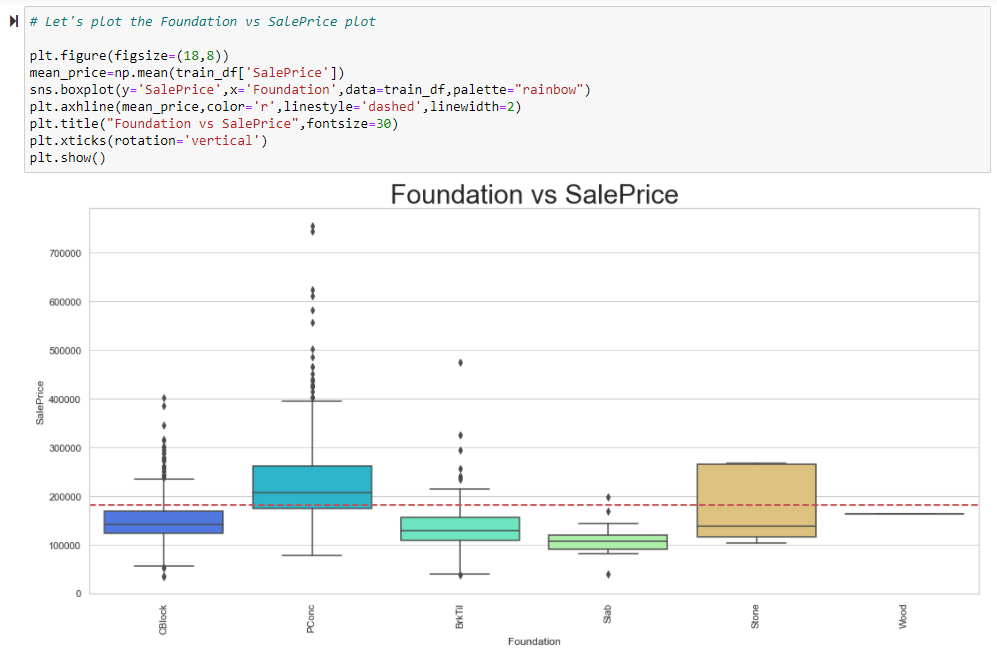 # Let's plot the Foundation vs SalePrice plot
plt.figure(figsize=(18,8))
mean_price=np.mean(train_df['SalePrice'])
sns.boxplot(y='SalePrice',x='Foundation',data=train_df,palette="rainbow")
plt.axhline(mean_price,color='r',linestyle='dashed',linewidth=2)
plt.title("Foundation vs SalePrice",fontsize=30)
plt.xticks(rotation='vertical')
plt.show()
Foundation vs SalePrice
700000
600000
500000
400000
300000
200000
100000
0
SalePrice
CBlock
PConc
BrkTil
Slab
Stone
Wood
Foundation